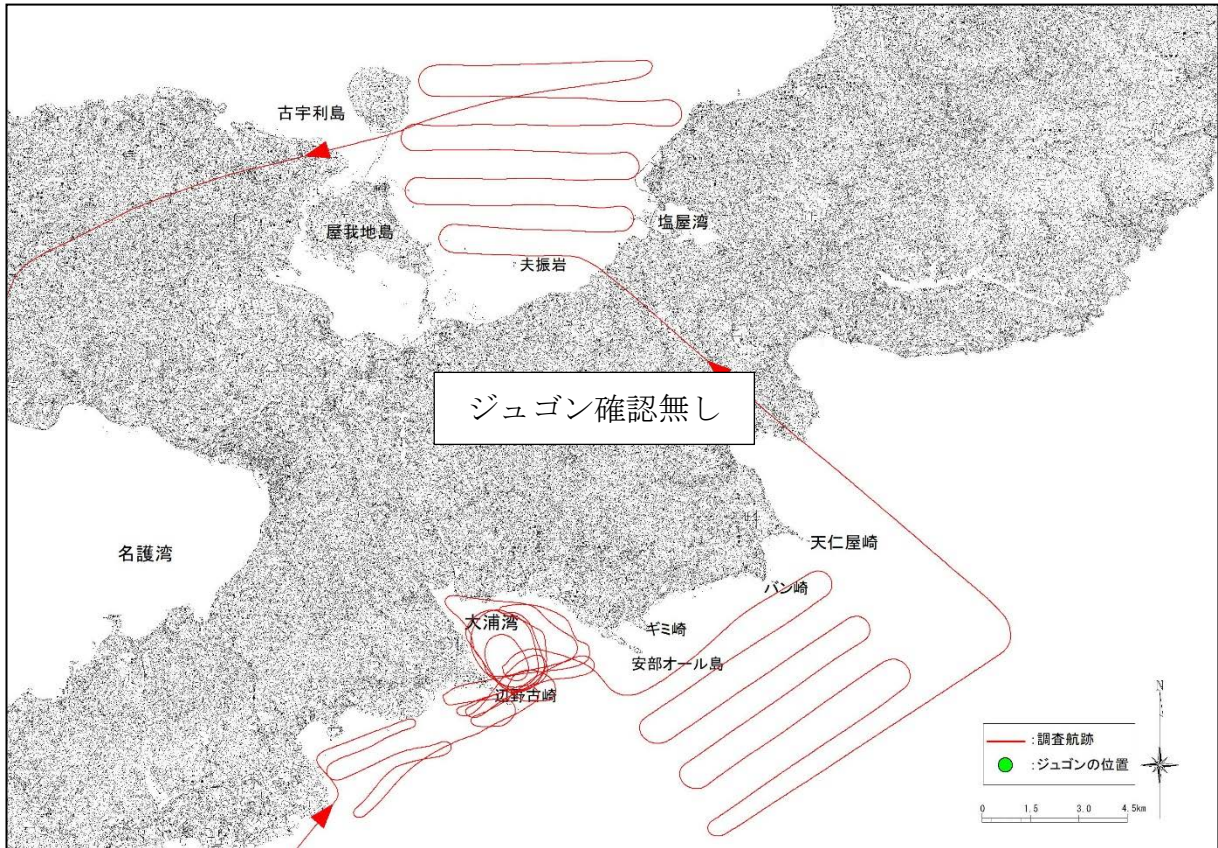 古宇利島
屋我地島
塩屋湾
夫振岩
ジュゴン確認無し
名護湾
天仁屋崎
バン崎
大浦湾
ギミ崎
安部オール島
辺野古崎
N
:調査航跡
:ジュゴンの位置
0 1.5 3.0 4.5km